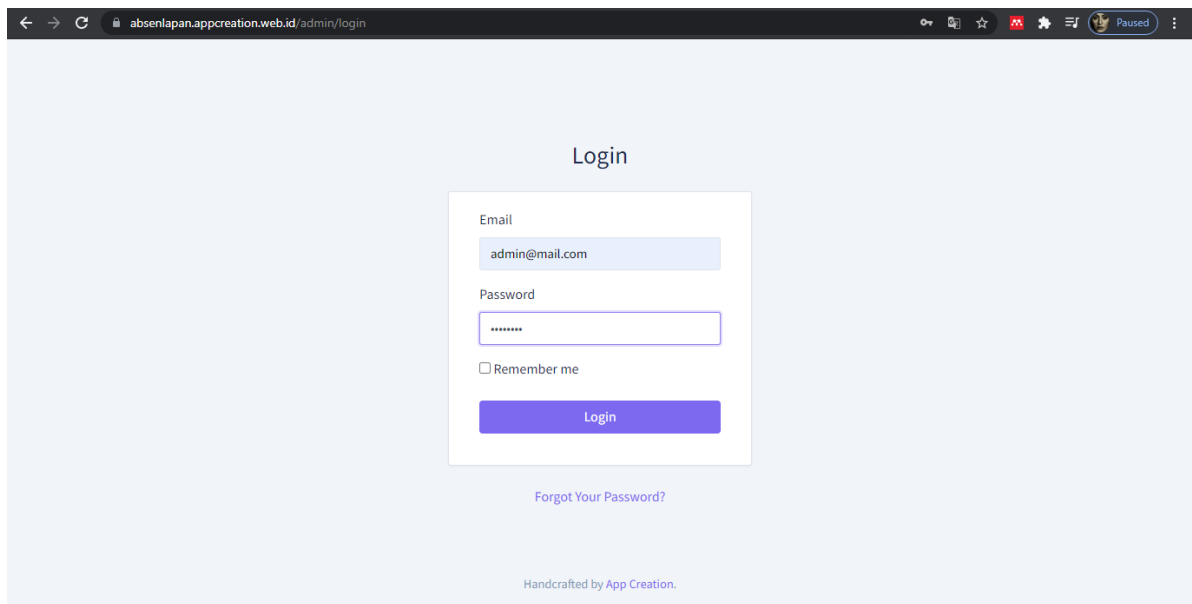 absenlapan.appcreation.web.id/admin/login
Paused
Login
Email
admin@mail.com
Password
••••••••
Remember me
Login
Forgot Your Password?
Handcrafted by App Creation.